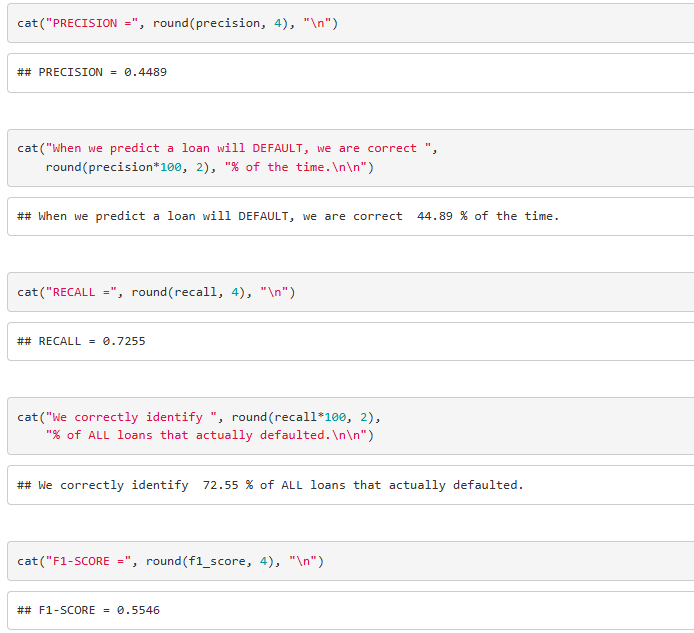 cat("PRECISION =", round(precision, 4), "\n")
## PRECISION = 0.4489
cat("When we predict a loan will DEFAULT, we are correct ",
    round(precision*100, 2), "% of the time.\n\n")
## When we predict a loan will DEFAULT, we are correct  44.89 % of the time.
cat("RECALL =", round(recall, 4), "\n")
## RECALL = 0.7255
cat("We correctly identify ", round(recall*100, 2),
    "% of ALL loans that actually defaulted.\n\n")
## We correctly identify  72.55 % of ALL loans that actually defaulted.
cat("F1-SCORE =", round(f1_score, 4), "\n")
## F1-SCORE = 0.5546